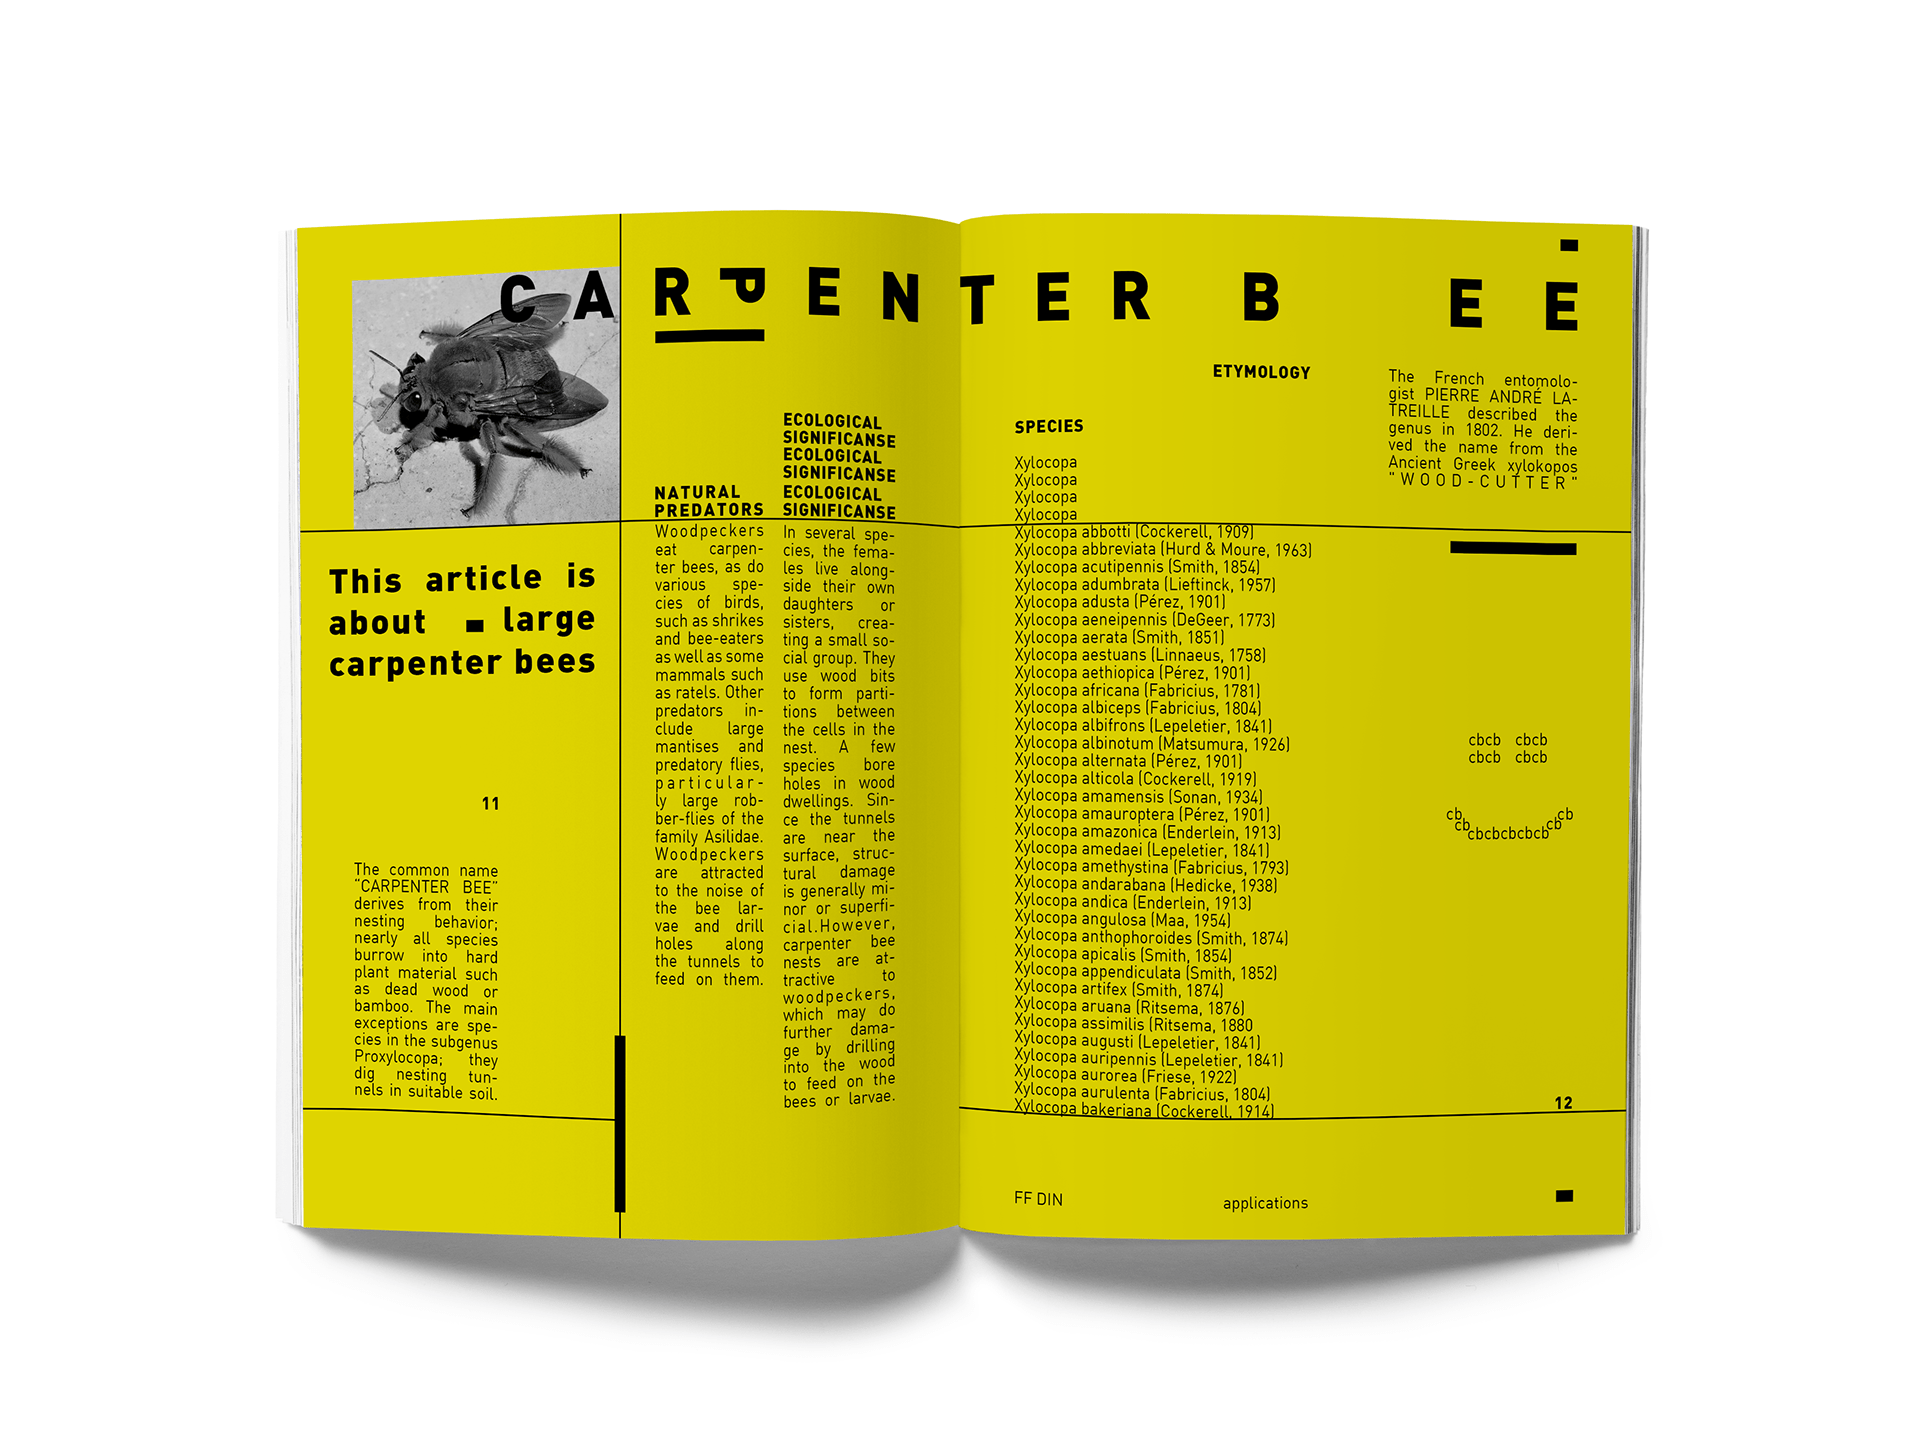 CARPENTER BEE
This article is
about large
carpenter bees
11
The common name
“CARPENTER BEE”
derives from their
nesting behavior;
nearly all species
burrow into hard
plant material such
as dead wood or
bamboo. The main
exceptions are spe-
cies in the subgenus
Proxylocopa; they
dig nesting tun-
nels in suitable soil.
NATURAL
PREDATORS
Woodpeckers
eat carpen-
ter bees, as do
various spe-
cies of birds,
such as shrikes
and bee-eaters
as well as some
mammals such
as ratels. Other
predators in-
clude large
mantises and
predatory flies,
particular-
ly large rob-
ber-flies of the
family Asilidae.
Woodpeckers
are attracted
to the noise of
the bee lar-
vae and drill
holes along
the tunnels to
feed on them.
ECOLOGICAL
SIGNIFICANSE
ECOLOGICAL
SIGNIFICANSE
ECOLOGICAL
SIGNIFICANSE
In several spe-
cies, the fema-
les live along-
side their own
daughters or
sisters, crea-
ting a small so-
cial group. They
use wood bits
to form parti-
tions between
the cells in the
nest. A few
species bore
holes in wood
dwellings. Sin-
ce the tunnels
are near the
surface, struc-
tural damage
is generally mi-
nor or superfi-
cial.However,
carpenter bee
nests are at-
tractive to
woodpeckers,
which may do
further dama-
ge by drilling
into the wood
to feed on the
bees or larvae.
SPECIES
Xylocopa
Xylocopa
Xylocopa
Xylocopa
Xylocopa abbotti (Cockerell, 1909)
Xylocopa abbreviata (Hurd & Moure, 1963)
Xylocopa acutipennis (Smith, 1854)
Xylocopa adumbrata (Lieftinck, 1957)
Xylocopa adusta (Pérez, 1901)
Xylocopa aeneipennis (DeGeer, 1773)
Xylocopa aerata (Smith, 1851)
Xylocopa aestuans (Linnaeus, 1758)
Xylocopa aethiopica (Pérez, 1901)
Xylocopa africana (Fabricius, 1781)
Xylocopa albiceps (Fabricius, 1804)
Xylocopa albifrons (Lepeletier, 1841)
Xylocopa albinotum (Matsumura, 1926)
Xylocopa alternata (Pérez, 1901)
Xylocopa alticola (Cockerell, 1919)
Xylocopa amamensis (Sonan, 1934)
Xylocopa amauroptera (Pérez, 1901)
Xylocopa amazonica (Enderlein, 1913)
Xylocopa amedaei (Lepeletier, 1841)
Xylocopa amethystina (Fabricius, 1793)
Xylocopa andarabana (Hedicke, 1938)
Xylocopa andica (Enderlein, 1913)
Xylocopa angulosa (Maa, 1954)
Xylocopa anthophoroides (Smith, 1874)
Xylocopa apicalis (Smith, 1854)
Xylocopa appendiculata (Smith, 1852)
Xylocopa artifex (Smith, 1874)
Xylocopa aruana (Ritsema, 1876)
Xylocopa assimilis (Ritsema, 1880
Xylocopa augusti (Lepeletier, 1841)
Xylocopa auripennis (Lepeletier, 1841)
Xylocopa aurorea (Friese, 1922)
Xylocopa aurulenta (Fabricius, 1804)
Xylocopa bakeriana (Cockerell, 1914)
ETYMOLOGY
The French entomolo-
gist PIERRE ANDRÉ LA-
TREILLE described the
genus in 1802. He deri-
ved the name from the
Ancient Greek xylokopos
"WOOD-CUTTER"
cbcb cbcb
cbcb cbcb
cb cb
cb cb
cbcbcbcbcb
12
FF DIN
applications